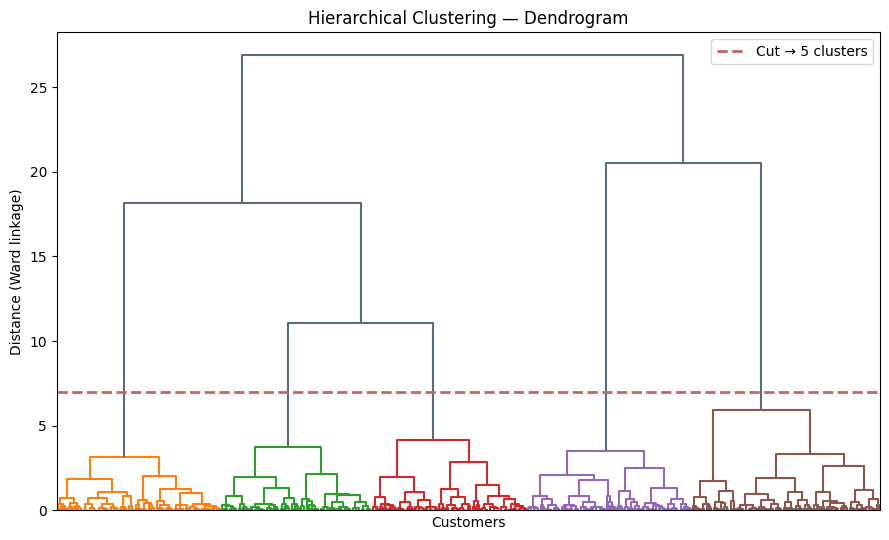 Hierarchical Clustering — Dendrogram
Cut → 5 clusters
Distance (Ward linkage)
25
20
15
10
5
0
Customers